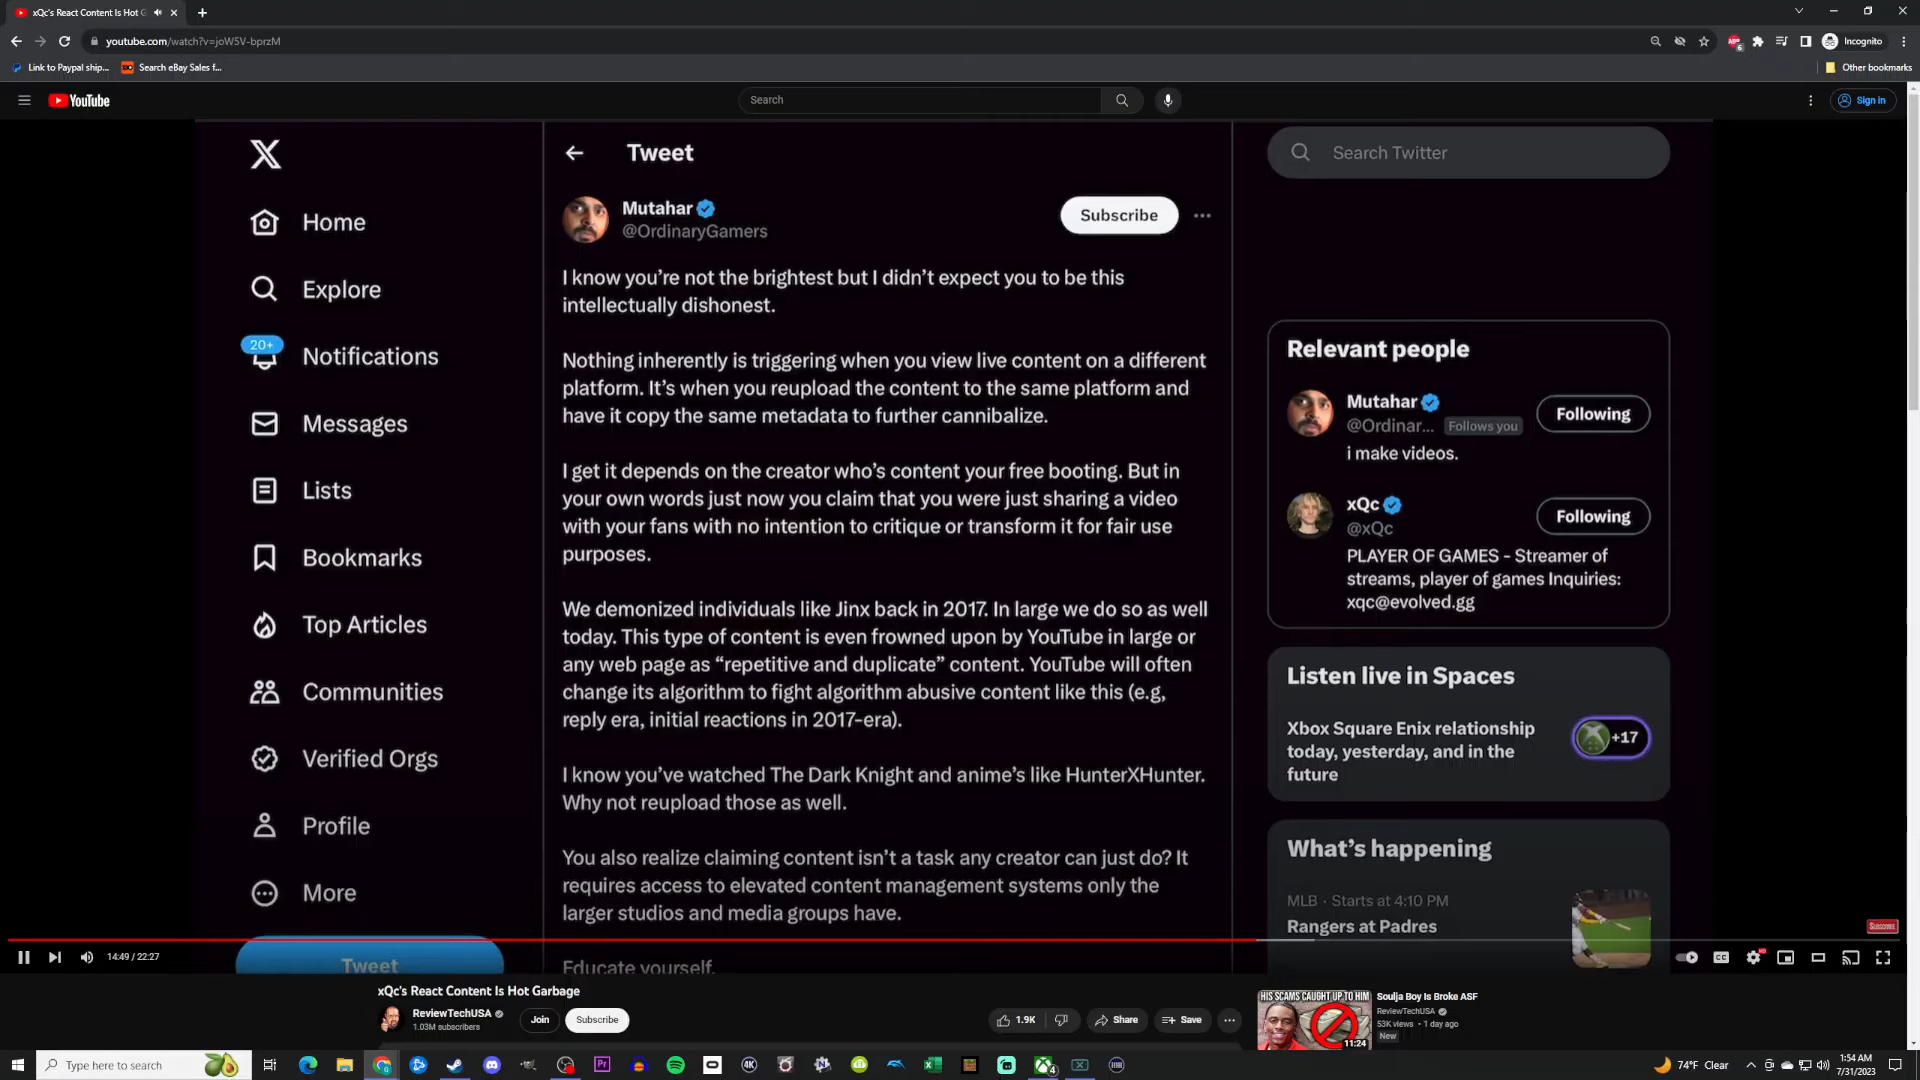 xQc's React Content Is Hot G
youtube.com/watch?v=joW5V-bprzM
Incognito
Link to Paypal ship...
Search eBay Sales f...
Other bookmarks
YouTube
Search
Sign in
Tweet
Search Twitter
Mutahar
@OrdinaryGamers
Subscribe
Home
Explore
20+
Notifications
Messages
Lists
Bookmarks
Top Articles
Communities
Verified Orgs
Profile
More
Tweet
I know you're not the brightest but I didn't expect you to be this
intellectually dishonest.
Nothing inherently is triggering when you view live content on a different
platform. It's when you reupload the content to the same platform and
have it copy the same metadata to further cannibalize.
I get it depends on the creator who's content your free booting. But in
your own words just now you claim that you were just sharing a video
with your fans with no intention to critique or transform it for fair use
purposes.
We demonized individuals like Jinx back in 2017. In large we do so as well
today. This type of content is even frowned upon by YouTube in large or
any web page as “repetitive and duplicate” content. YouTube will often
change its algorithm to fight algorithm abusive content like this (e.g,
reply era, initial reactions in 2017-era).
I know you've watched The Dark Knight and anime's like HunterXHunter.
Why not reupload those as well.
You also realize claiming content isn't a task any creator can just do? It
requires access to elevated content management systems only the
larger studios and media groups have.
Educate yourself.
Relevant people
Mutahar
@Ordinar... Follows you
Following
i make videos.
xQc
@xQc
Following
PLAYER OF GAMES - Streamer of
streams, player of games Inquiries:
xqc@evolved.gg
Listen live in Spaces
Xbox Square Enix relationship
today, yesterday, and in the
future
+17
What's happening
MLB · Starts at 4:10 PM
Rangers at Padres
SUBSCRIBE
14:49 / 22:27
CC
HD
xQc's React Content Is Hot Garbage
ReviewTechUSA
1.03M subscribers
Join
Subscribe
1.9K
Share
Save
HIS SCAMS CAUGHT UP TO HIM
11:24
Soulja Boy Is Broke ASF
ReviewTechUSA
53K views • 1 day ago
New
Type here to search
Pr
4K
74°F Clear
1:54 AM
7/31/2023